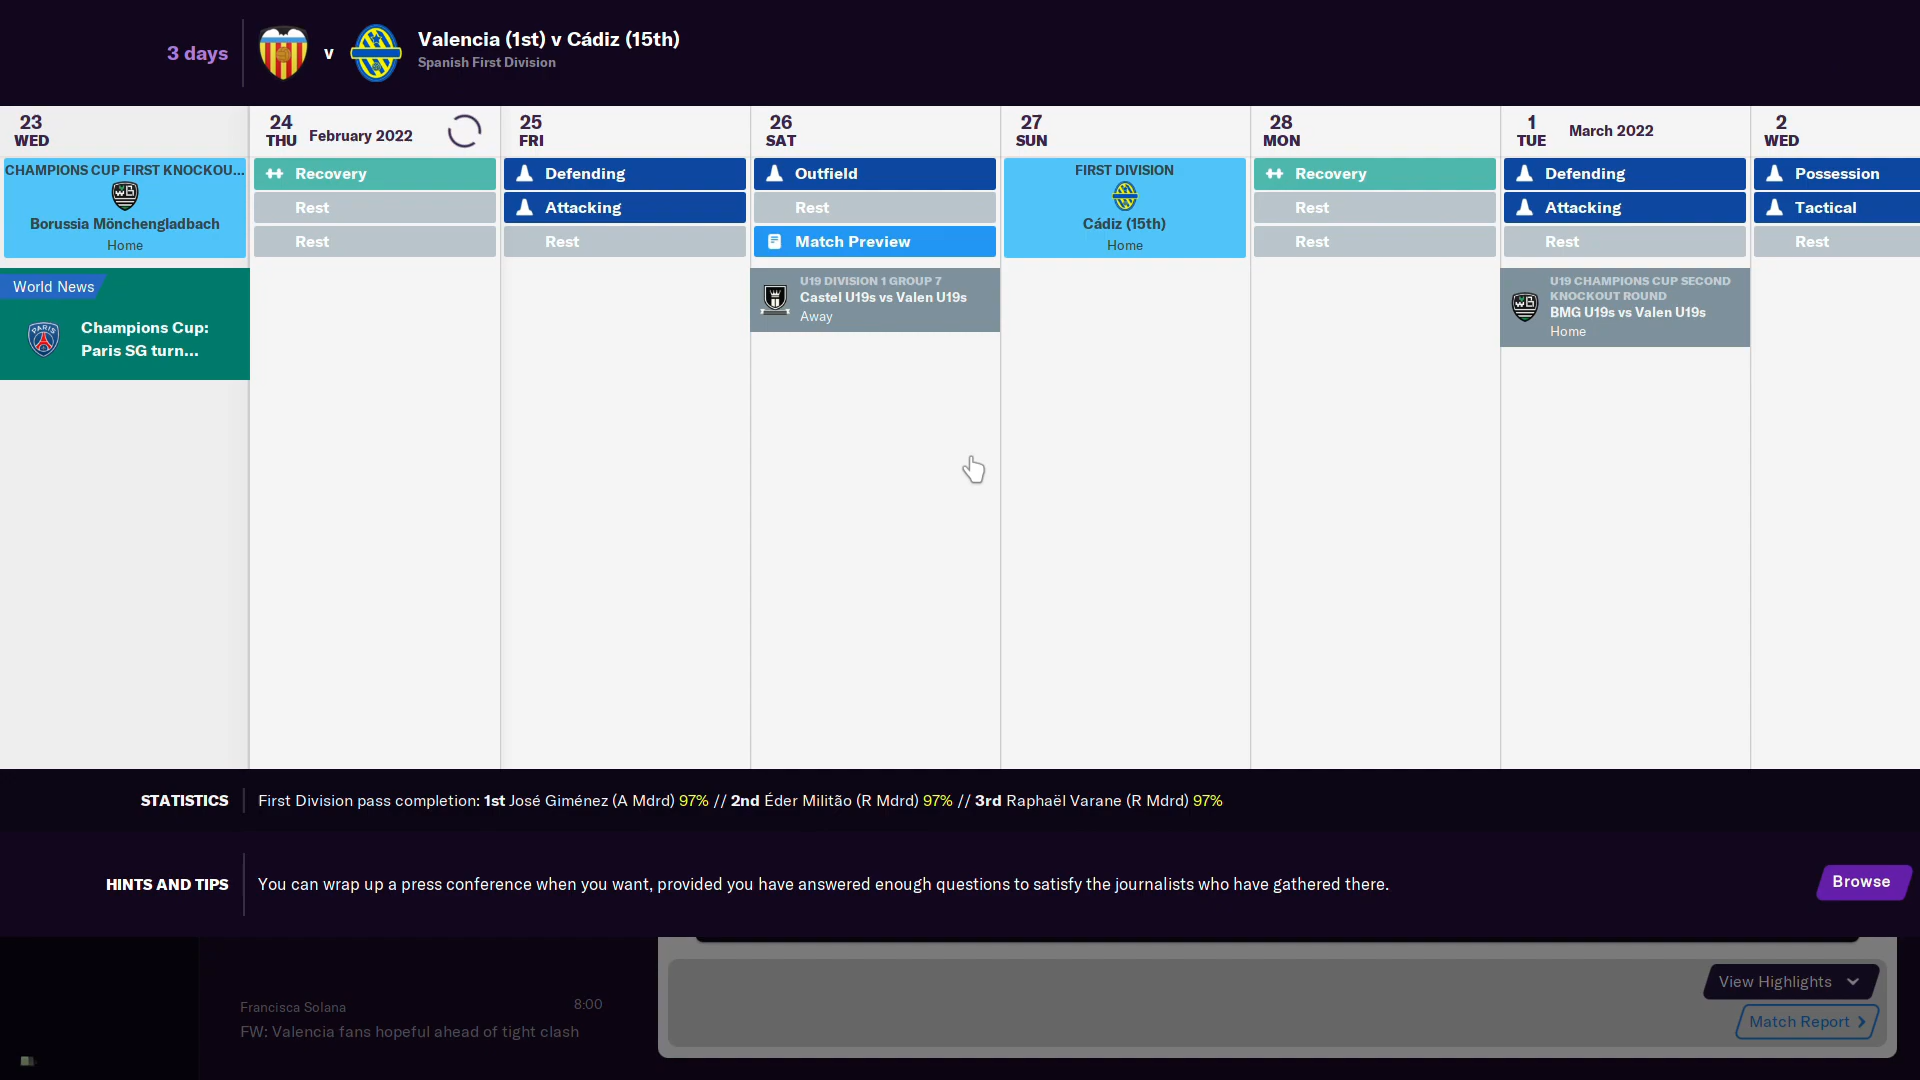 3 days
v
Valencia (1st) v Cádiz (15th)
Spanish First Division
23
WED
24
THU
February 2022
25
FRI
26
SAT
27
SUN
28
MON
1
TUE
March 2022
2
WED
CHAMPIONS CUP FIRST KNOCKOU...
Borussia Mönchengladbach
Home
World News
PARIS
Champions Cup:
Paris SG turn...
Recovery
Rest
Rest
Defending
Attacking
Rest
Outfield
Rest
Match Preview
U19 DIVISION 1 GROUP 7
Castel U19s vs Valen U19s
Away
FIRST DIVISION
Cádiz (15th)
Home
Recovery
Rest
Rest
Defending
Attacking
Rest
U19 CHAMPIONS CUP SECOND
KNOCKOUT ROUND
BMG U19s vs Valen U19s
Home
Possession
Tactical
Rest
STATISTICS
First Division pass completion: 1st José Giménez (A Mdrd) 97% // 2nd Éder Militão (R Mdrd) 97% // 3rd Raphaël Varane (R Mdrd) 97%
HINTS AND TIPS
You can wrap up a press conference when you want, provided you have answered enough questions to satisfy the journalists who have gathered there.
Browse
Francisca Solana
8:00
FW: Valencia fans hopeful ahead of tight clash
View Highlights
Match Report